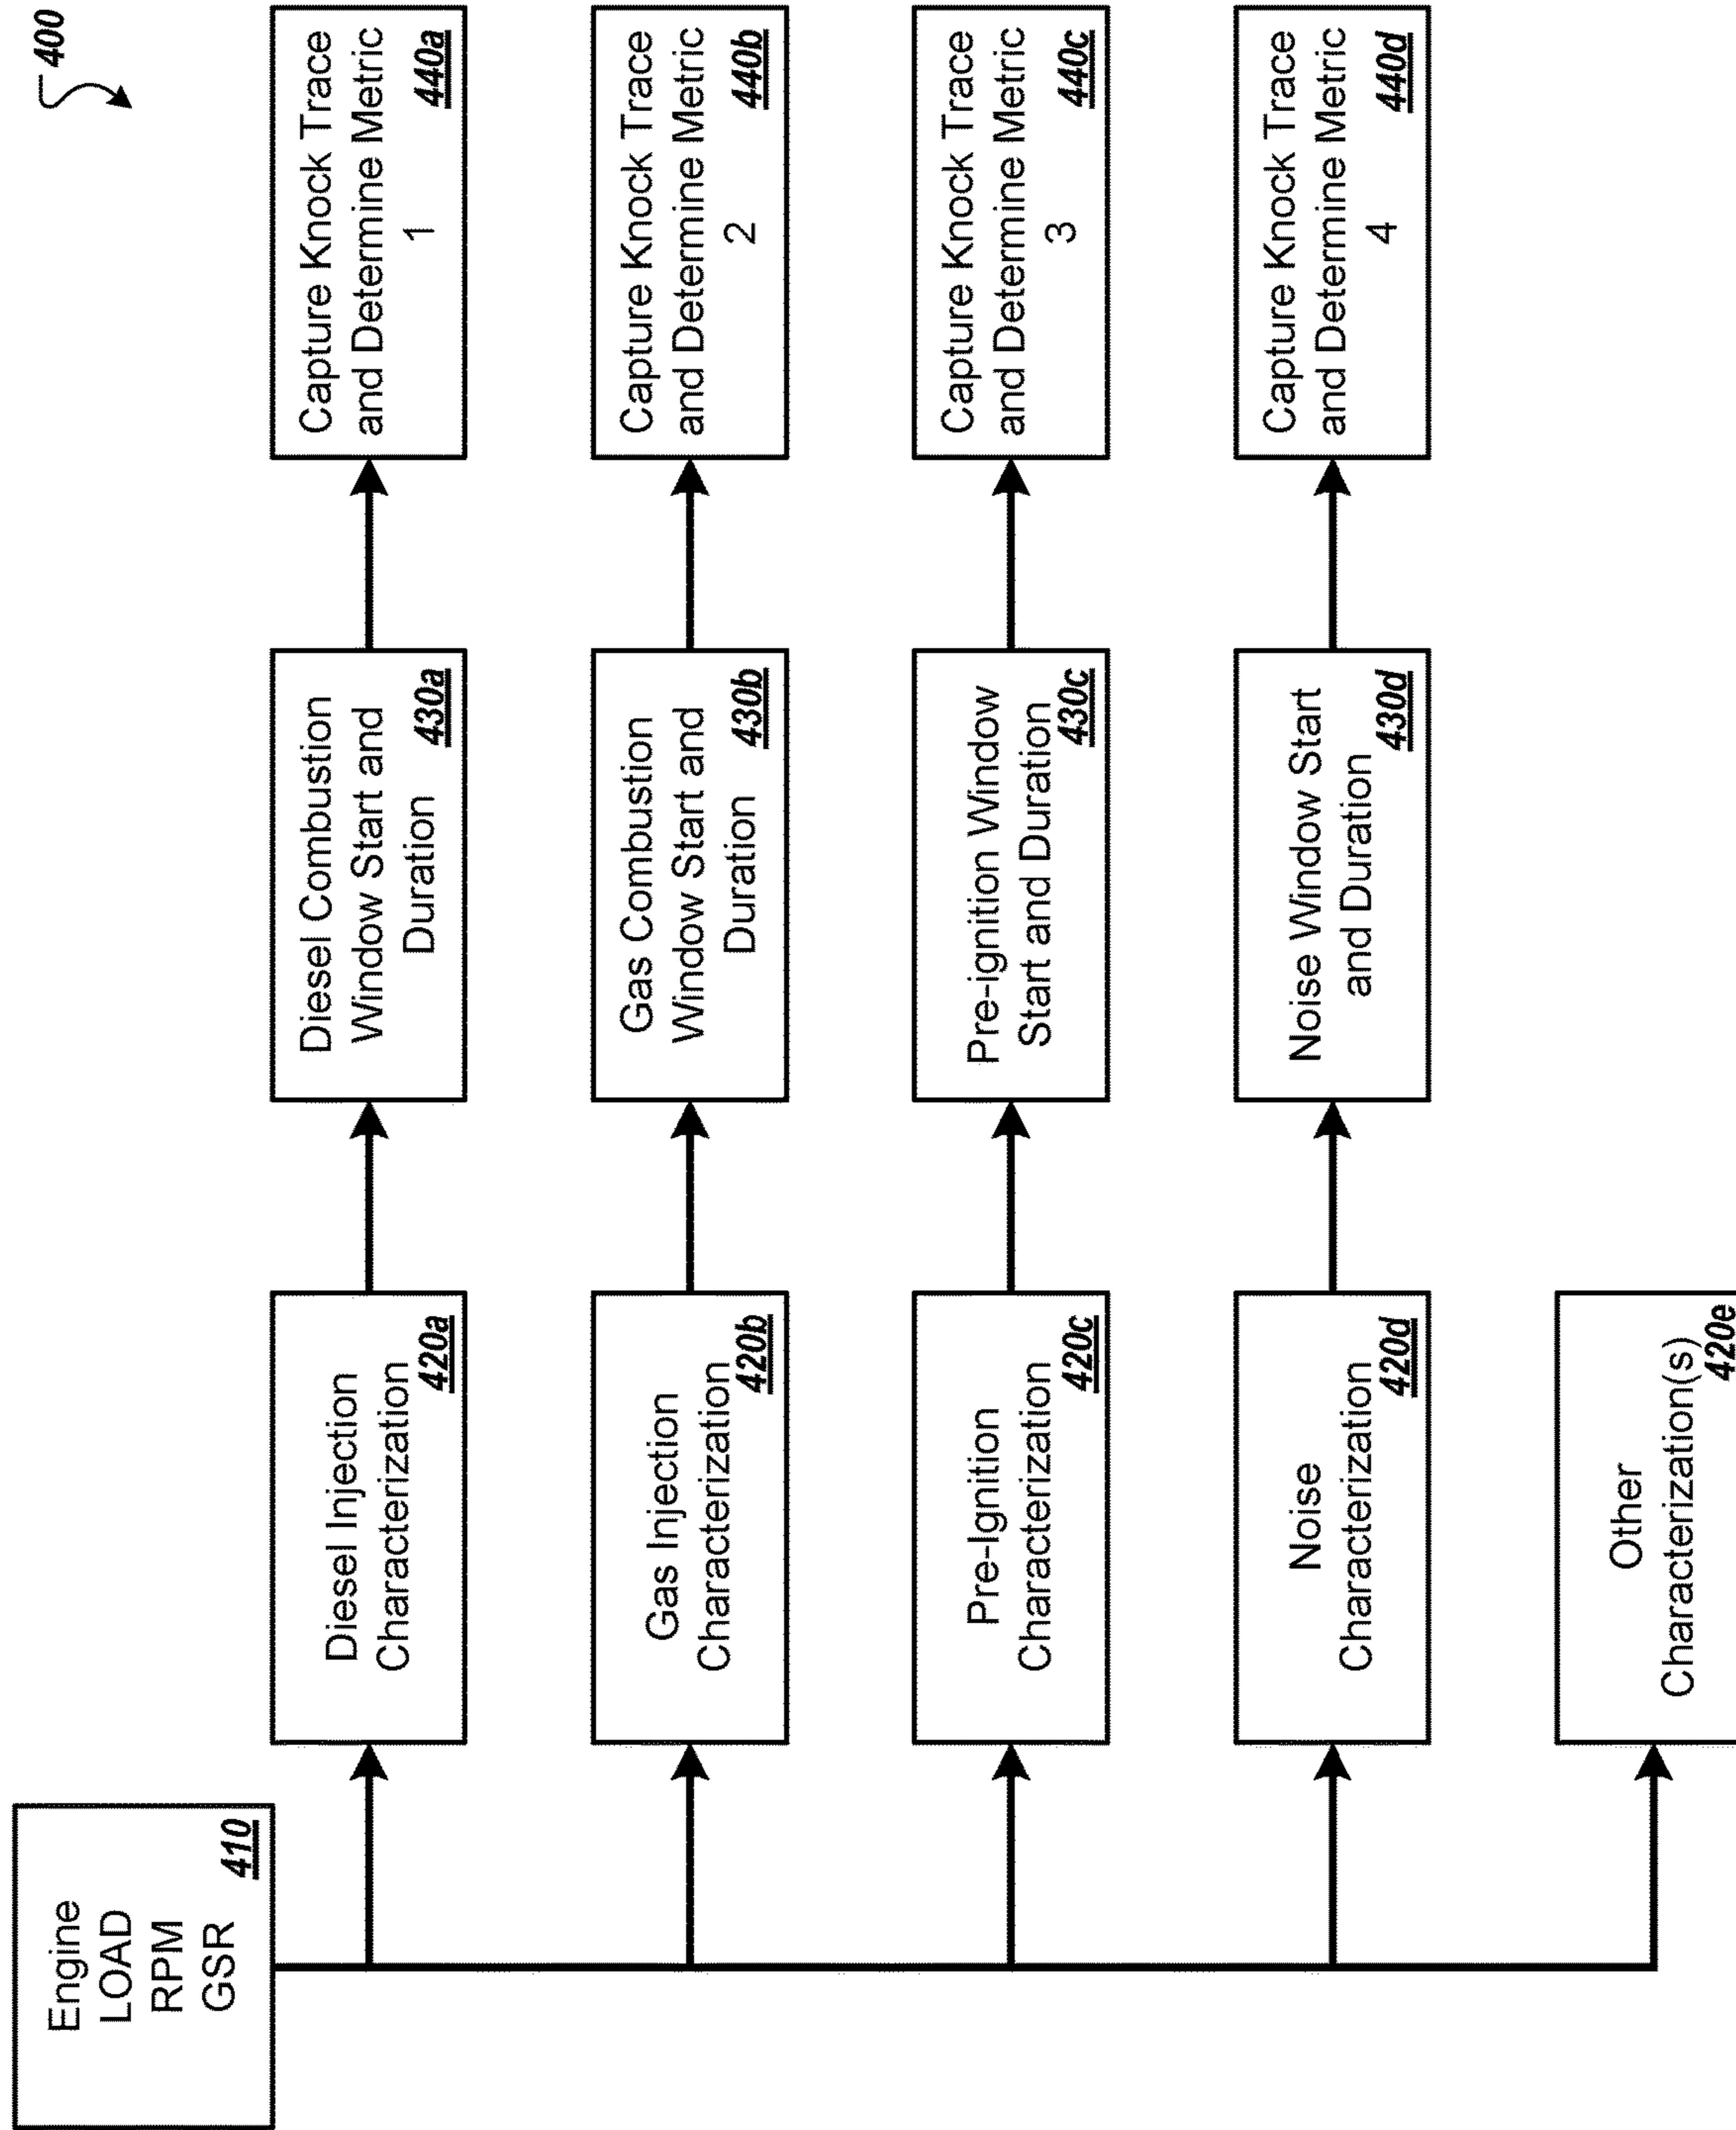 400
Engine
LOAD
RPM
GSR
410
Diesel Injection
Characterization
420a
Diesel Combustion
Window Start and
Duration
430a
Capture Knock Trace
and Determine Metric
1
440a
Gas Injection
Characterization
420b
Gas Combustion
Window Start and
Duration
430b
Capture Knock Trace
and Determine Metric
2
440b
Pre-Ignition
Characterization
420c
Pre-ignition Window
Start and Duration
430c
Capture Knock Trace
and Determine Metric
3
440c
Noise
Characterization
420d
Noise Window Start
and Duration
430d
Capture Knock Trace
and Determine Metric
4
440d
Other
Characterization(s)
420e